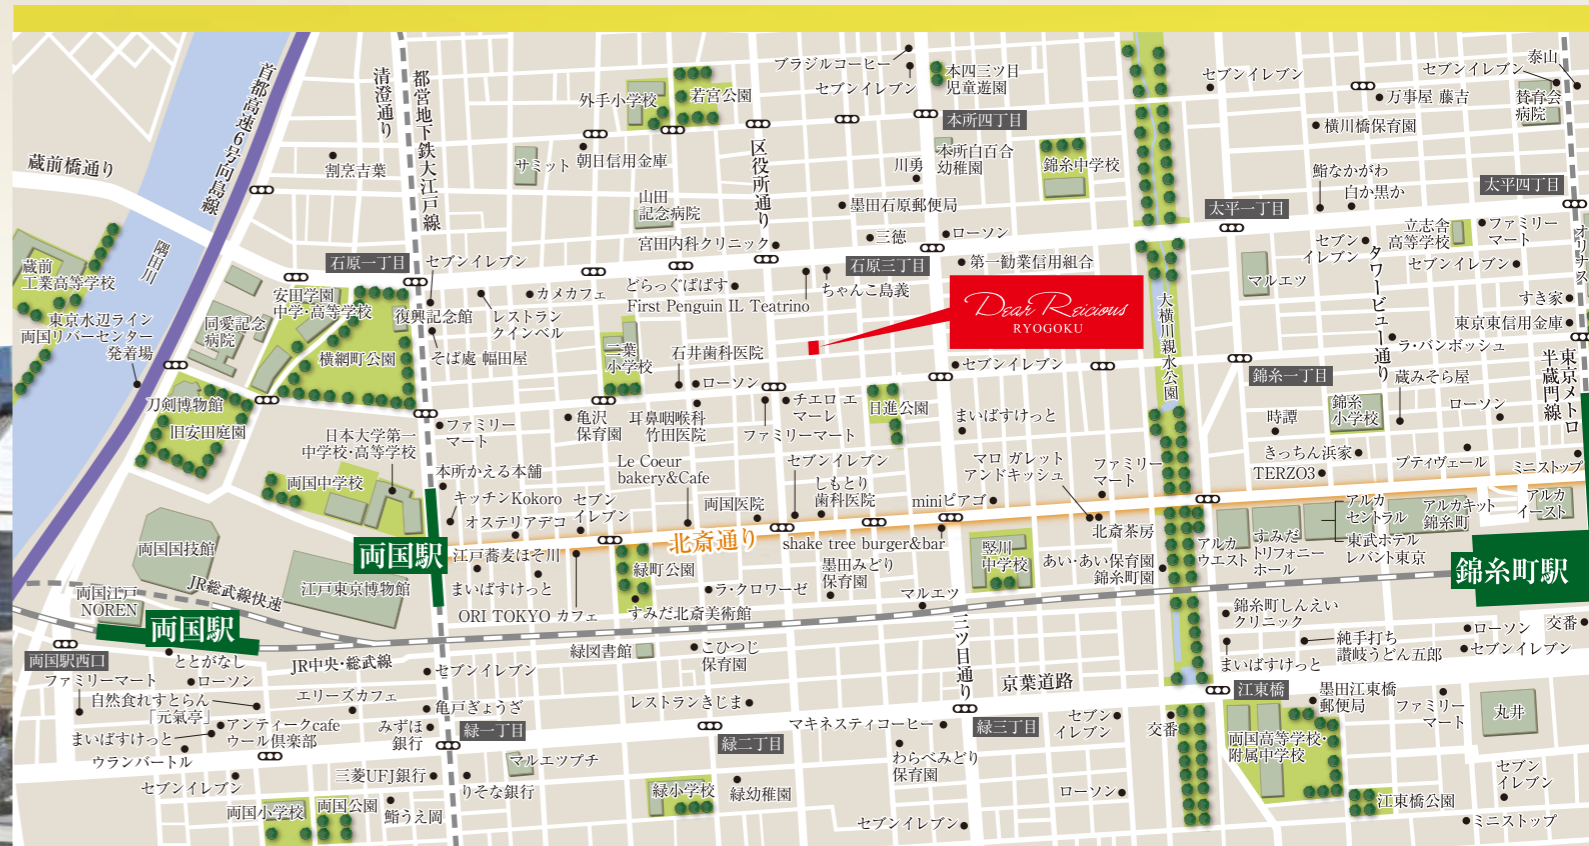 首都高速6号向島線
清澄通り
都営地下鉄大江戸線
蔵前橋通り
隅田川
割烹吉葉
外手小学校
若宮公園
サミット
朝日信用金庫
山田
記念病院
宮田内科クリニック
区役所通り
ブラジルコーヒー
セブンイレブン
本四三ツ目
児童遊園
本所四丁目
本所白百合
幼稚園
川勇
墨田石原郵便局
三徳
ローソン
錦糸中学校
セブンイレブン
万事屋 藤吉
横川橋保育園
セブンイレブン
泰山
賛育会
病院
鮨なかがわ
白か黒か
太平四丁目
太平一丁目
立志舎
高等学校
ファミリー
マート
セブン
イレブン
セブンイレブン
タワービュー通り
オリナス
マルエツ
すき家
東京東信用金庫
ラ・バンボッシュ
東京メトロ
半蔵門線
蔵前
工業高等学校
東京水辺ライン
両国リバーセンター
発着場
同愛記念
病院
安田学園
中学・高等学校
石原一丁目
セブンイレブン
復興記念館
レストラン
クインベル
カメカフェ
そば處 幅田屋
横網町公園
どらっぐぱぱす
First Penguin IL Teatrino
ちゃんこ島義
石原三丁目
第一勧業信用組合
Dear Reicious
RYOGOKU
大横川親水公園
二葉
小学校
石井歯科医院
ローソン
セブンイレブン
錦糸一丁目
蔵みそら屋
刀剣博物館
旧安田庭園
日本大学第一
中学校・高等学校
両国中学校
ファミリー
マート
亀沢
保育園
耳鼻咽喉科
竹田医院
チエロ エ
マーレ
ファミリーマート
日進公園
まいばすけっと
時譚
錦糸
小学校
ローソン
きっちん浜家
TERZO3
プティヴェール
ミニストップ
本所かえる本舗
キッチンKokoro
オステリアデコ
セブン
イレブン
Le Coeur
bakery&Cafe
両国医院
セブンイレブン
しもとり
歯科医院
マロ ガレット
アンドキッシュ
ファミリー
マート
miniピアゴ
北斎茶房
北斎通り
shake tree burger&bar
墨田みどり
保育園
竪川
中学校
あい・あい保育園
錦糸町園
アルカ
ウエスト
すみだ
トリフォニー
ホール
アルカ
セントラル
東武ホテル
レバント東京
アルカキット
錦糸町
アルカ
イースト
両国国技館
両国駅
江戸蕎麦ほそ川
まいばすけっと
ORI TOKYO カフェ
緑町公園
すみだ北斎美術館
ラ・クロワーゼ
マルエツ
江戸東京博物館
JR総武線快速
両国江戸
NOREN
両国駅
錦糸町駅
錦糸町しんえい
クリニック
両国駅西口
ととがなし
JR中央・総武線
ファミリーマート
ローソン
自然食れすとらん
「元氣亭」
エリーズカフェ
セブンイレブン
緑図書館
こひつじ
保育園
三ツ目通り
京葉道路
まいばすけっと
純手打ち
讃岐うどん五郎
ローソン
セブンイレブン
交番
まいばすけっと
アンティークcafe
ウール倶楽部
ウランバートル
みずほ
銀行
亀戸ぎょうざ
緑一丁目
レストランきじま
緑二丁目
マキネスティコーヒー
緑三丁目
セブン
イレブン
交番
江東橋
墨田江東橋
郵便局
ファミリー
マート
丸井
両国高等学校・
附属中学校
セブンイレブン
三菱UFJ銀行
りそな銀行
マルエツプチ
緑小学校
緑幼稚園
わらべみどり
保育園
ローソン
セブン
イレブン
両国小学校
両国公園
鮨うえ岡
セブンイレブン
江東橋公園
ミニストップ